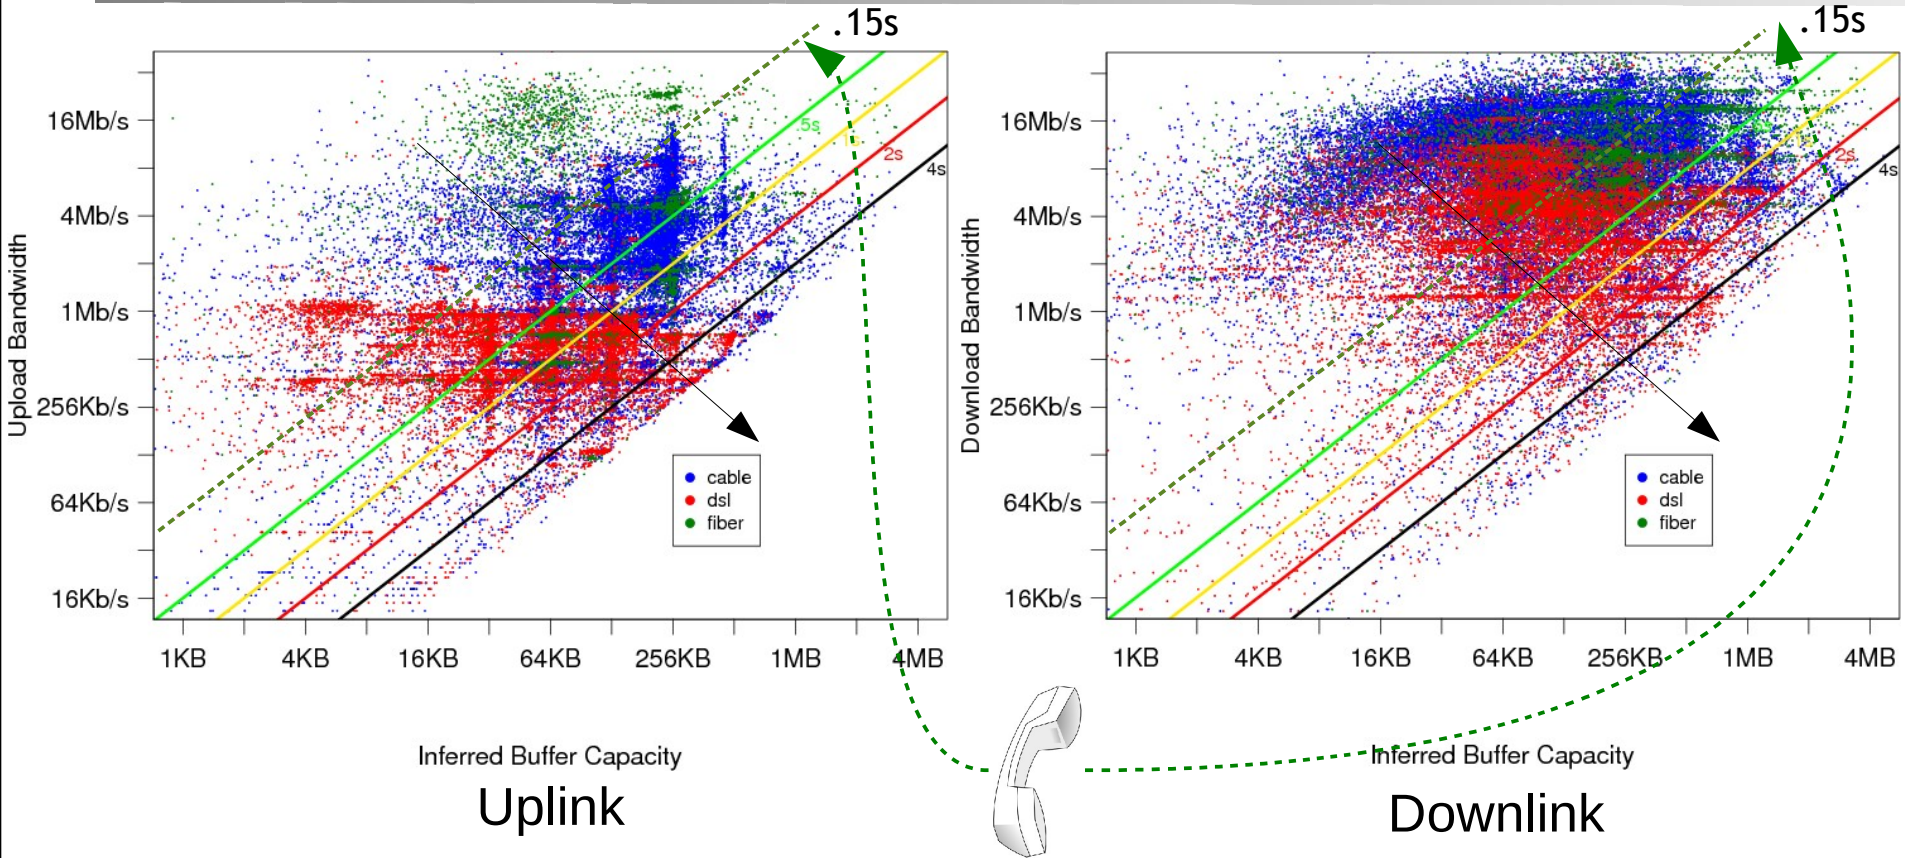 .15s
.15s
16Mb/s
4Mb/s
1Mb/s
256Kb/s
64Kb/s
16Kb/s
Upload Bandwidth
.5s
1s
2s
4s
cable
dsl
fiber
1KB
4KB
16KB
64KB
256KB
1MB
4MB
Inferred Buffer Capacity
Uplink
16Mb/s
4Mb/s
1Mb/s
256Kb/s
64Kb/s
16Kb/s
Download Bandwidth
2s
4s
cable
dsl
fiber
1KB
4KB
16KB
64KB
256KB
1MB
4MB
Inferred Buffer Capacity
Downlink